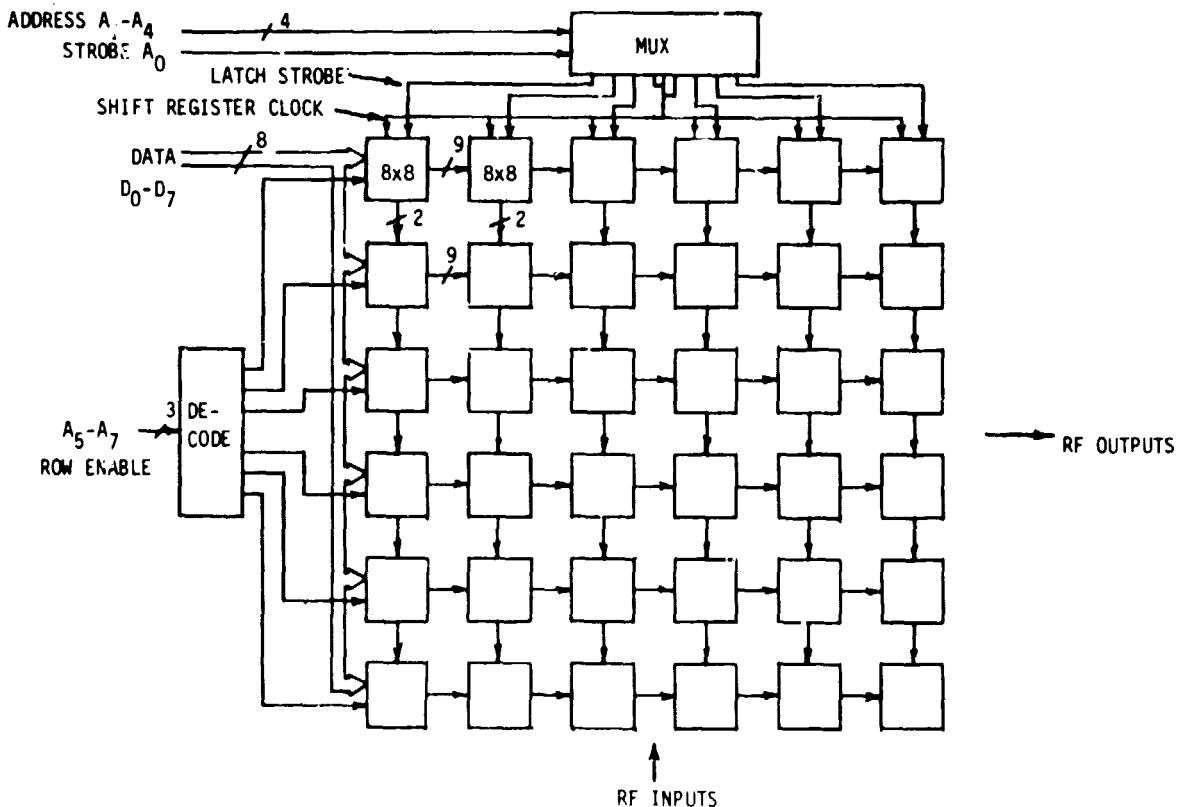 ADDRESS A -A4
4
STROBE A0
MUX
LATCH STROBE
SHIFT REGISTER CLOCK
DATA
8
D0-D7
8x8
9
8x8
2
2
9
3
DE-
CODE
A5-A7
ROW ENABLE
RF OUTPUTS
RF INPUTS